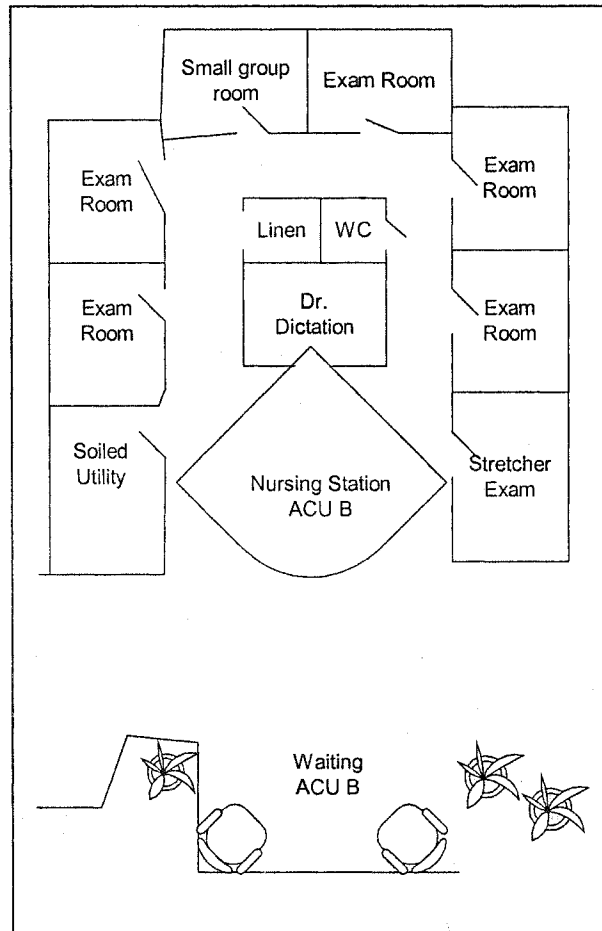 Small group
room
Exam Room
Exam
Room
Exam
Room
Linen
WC
Exam
Room
Dr.
Dictation
Exam
Room
Soiled
Utility
Nursing Station
ACU B
Stretcher
Exam
Waiting
ACU B